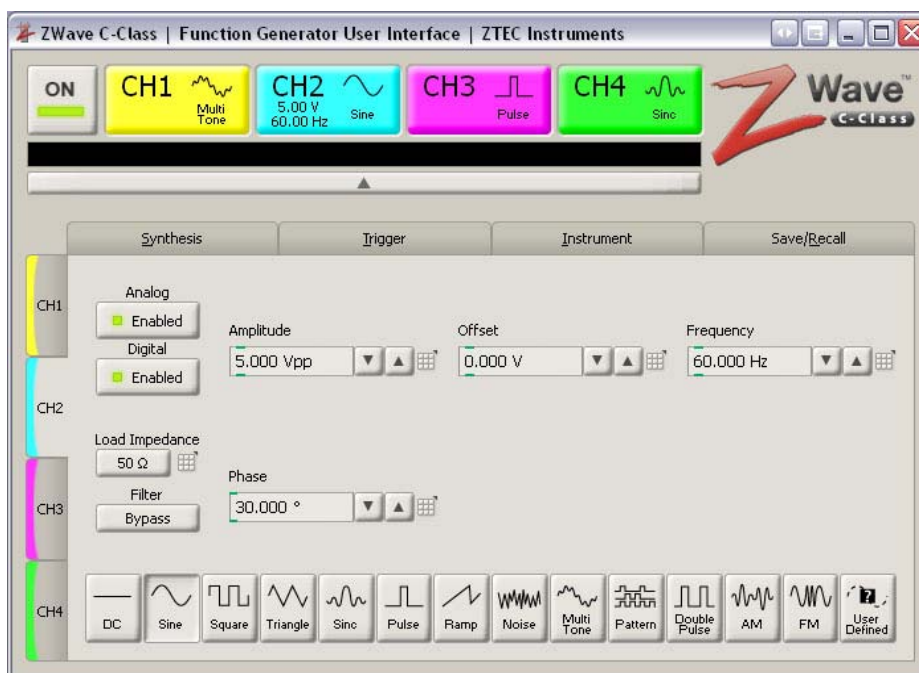 ZWave C-Class | Function Generator User Interface | ZTEC Instruments
ON
CH1
Multi
Tone
CH2
5.00 V
60.00 Hz
Sine
CH3
Pulse
CH4
Sinc
Z Wave™
C-Class
Synthesis
Trigger
Instrument
Save/Recall
CH1
CH2
CH3
CH4
Analog
Enabled
Digital
Enabled
Amplitude
5.000 Vpp
Offset
0.000 V
Frequency
60.000 Hz
Load Impedance
50 Ω
Filter
Bypass
Phase
30.000 °
DC
Sine
Square
Triangle
Sinc
Pulse
Ramp
Noise
Multi
Tone
Pattern
Double
Pulse
AM
FM
?
User
Defined